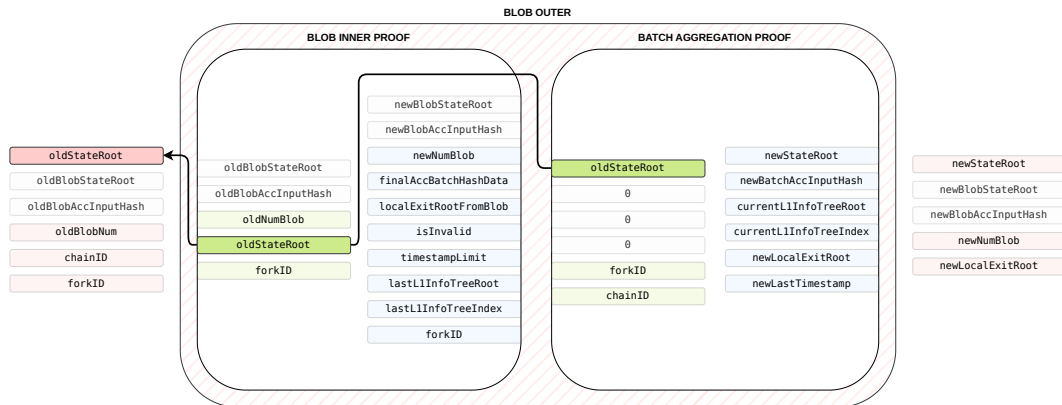 BLOB OUTER
BLOB INNER PROOF
BATCH AGGREGATION PROOF
oldStateRoot
oldBlobStateRoot
oldBlobAccInputHash
oldBlobNum
chainID
forkID
oldBlobStateRoot
oldBlobAccInputHash
oldNumBlob
oldStateRoot
forkID
newBlobStateRoot
newBlobAccInputHash
newNumBlob
finalAccBatchHashData
localExitRootFromBlob
isInvalid
timestampLimit
lastL1InfoTreeRoot
lastL1InfoTreeIndex
forkID
oldStateRoot
0
0
0
forkID
chainID
newStateRoot
newBatchAccInputHash
currentL1InfoTreeRoot
currentL1InfoTreeIndex
newLocalExitRoot
newLastTimestamp
newStateRoot
newBlobStateRoot
newBlobAccInputHash
newNumBlob
newLocalExitRoot